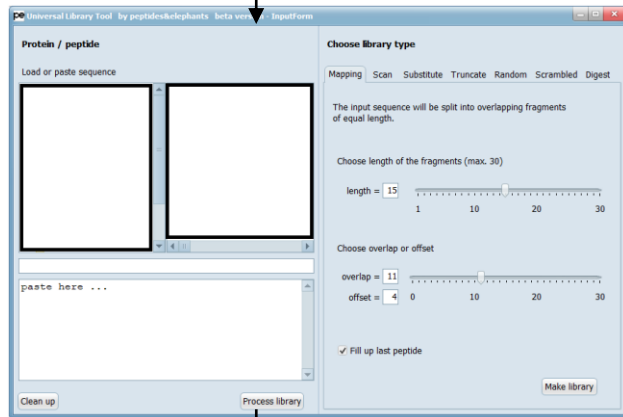 pe Universal Library Tool by peptides&elephants beta version - InputForm
Protein / peptide
Load or paste sequence
paste here ...
Clean up
Process library
Choose library type
Mapping Scan Substitute Truncate Random Scrambled Digest
The input sequence will be split into overlapping fragments
of equal length.
Choose length of the fragments (max. 30)
length = 15
1 10 20 30
Choose overlap or offset
overlap = 11
offset = 4 0 10 20 30
Fill up last peptide
Make library